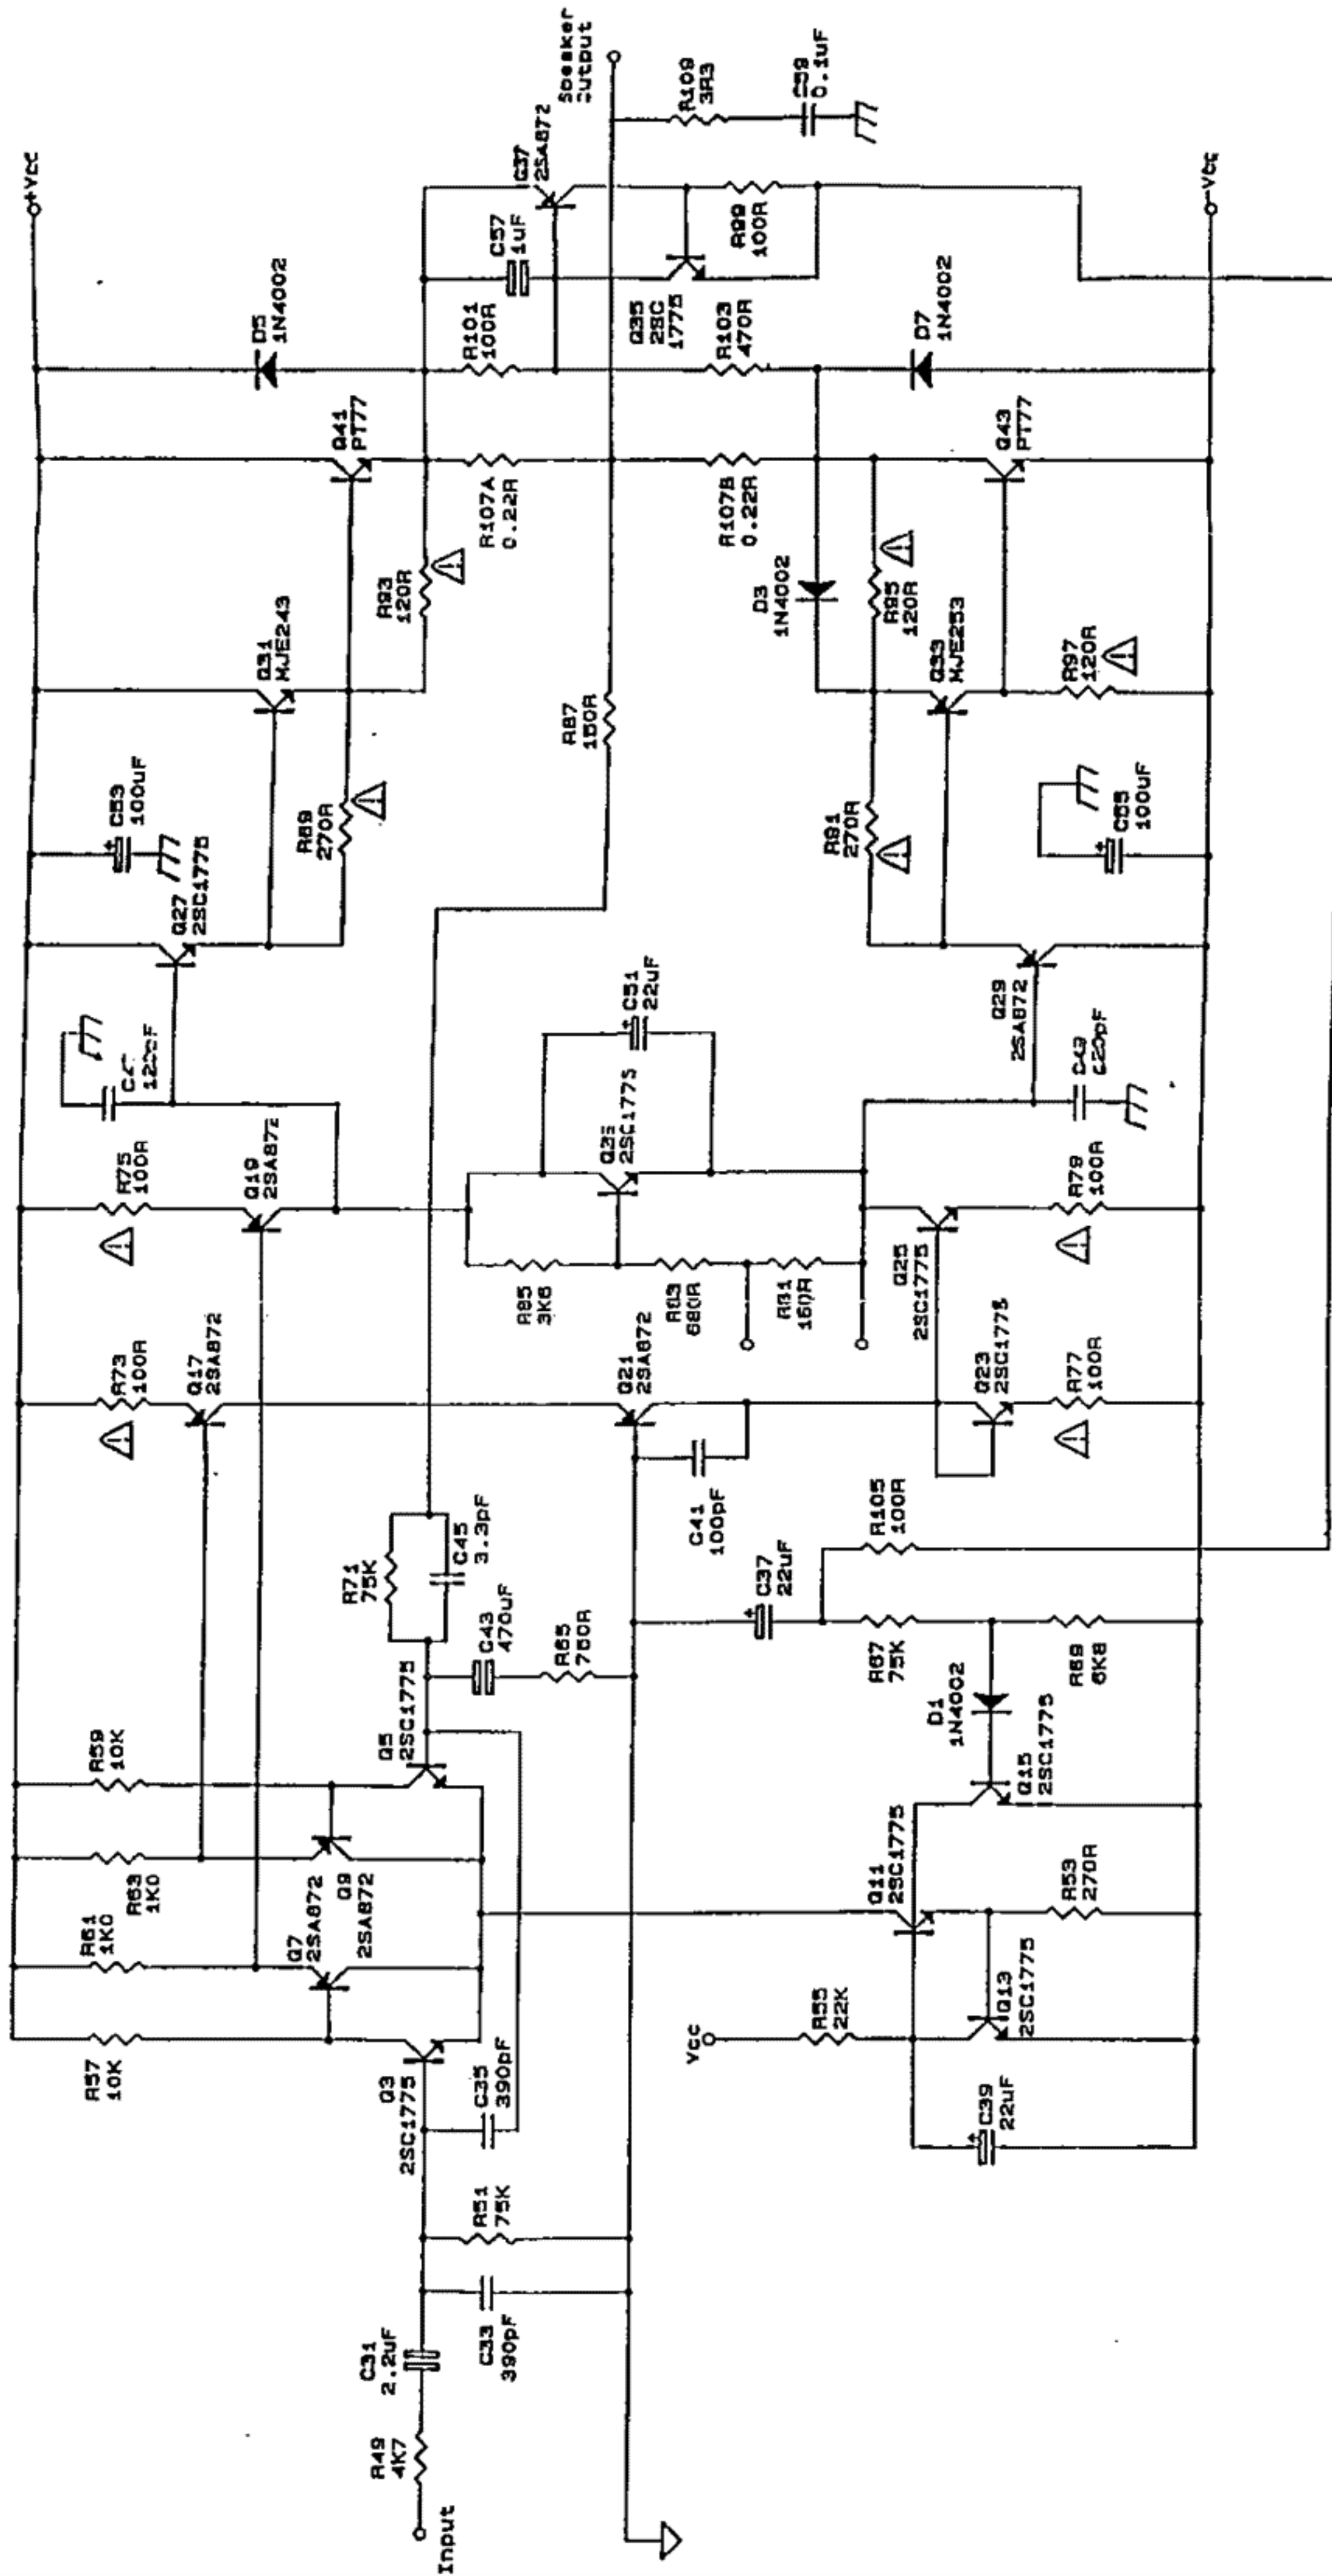 Input
R49
4K7
C31
2.2uF
C33
390pF
R51
75K
Q3
2SC1775
C35
390pF
R57
10K
R61
1K0
Q7
2SA872
Q9
2SA872
R63
1K0
R59
10K
Q5
2SC1775
C43
470uF
R65
750R
R71
75K
C45
3.3pF
Vcc
R55
22K
C39
22uF
Q13
2SC1775
Q11
2SC1775
R53
270R
Q15
2SC1775
D1
1N4002
R67
75K
R69
6K8
C37
22uF
R105
100R
C41
100pF
R73
100R
Q17
2SA872
Q21
2SA872
Q23
2SC1775
R77
100R
R75
100R
Q19
2SA872
R85
3K6
R83
680R
R81
160R
2SC1775
C51
22uF
Q25
2SC1775
R79
100R
Q27
2SC1775
C53
100uF
Q29
2SA872
C55
100uF
R89
270R
R91
270R
Q31
MJE243
R87
150R
Q33
MJE253
R97
120R
R93
120R
R95
120R
D3
1N4002
Q41
PT77
R107A
0.22R
R107B
0.22R
Q43
PT77
D5
1N4002
R101
100R
C57
1uF
Q35
2SC
1775
R103
470R
D7
1N4002
2SA872
R99
100R
+Vcc
-Vcc
R109
3R3
C59
0.1uF